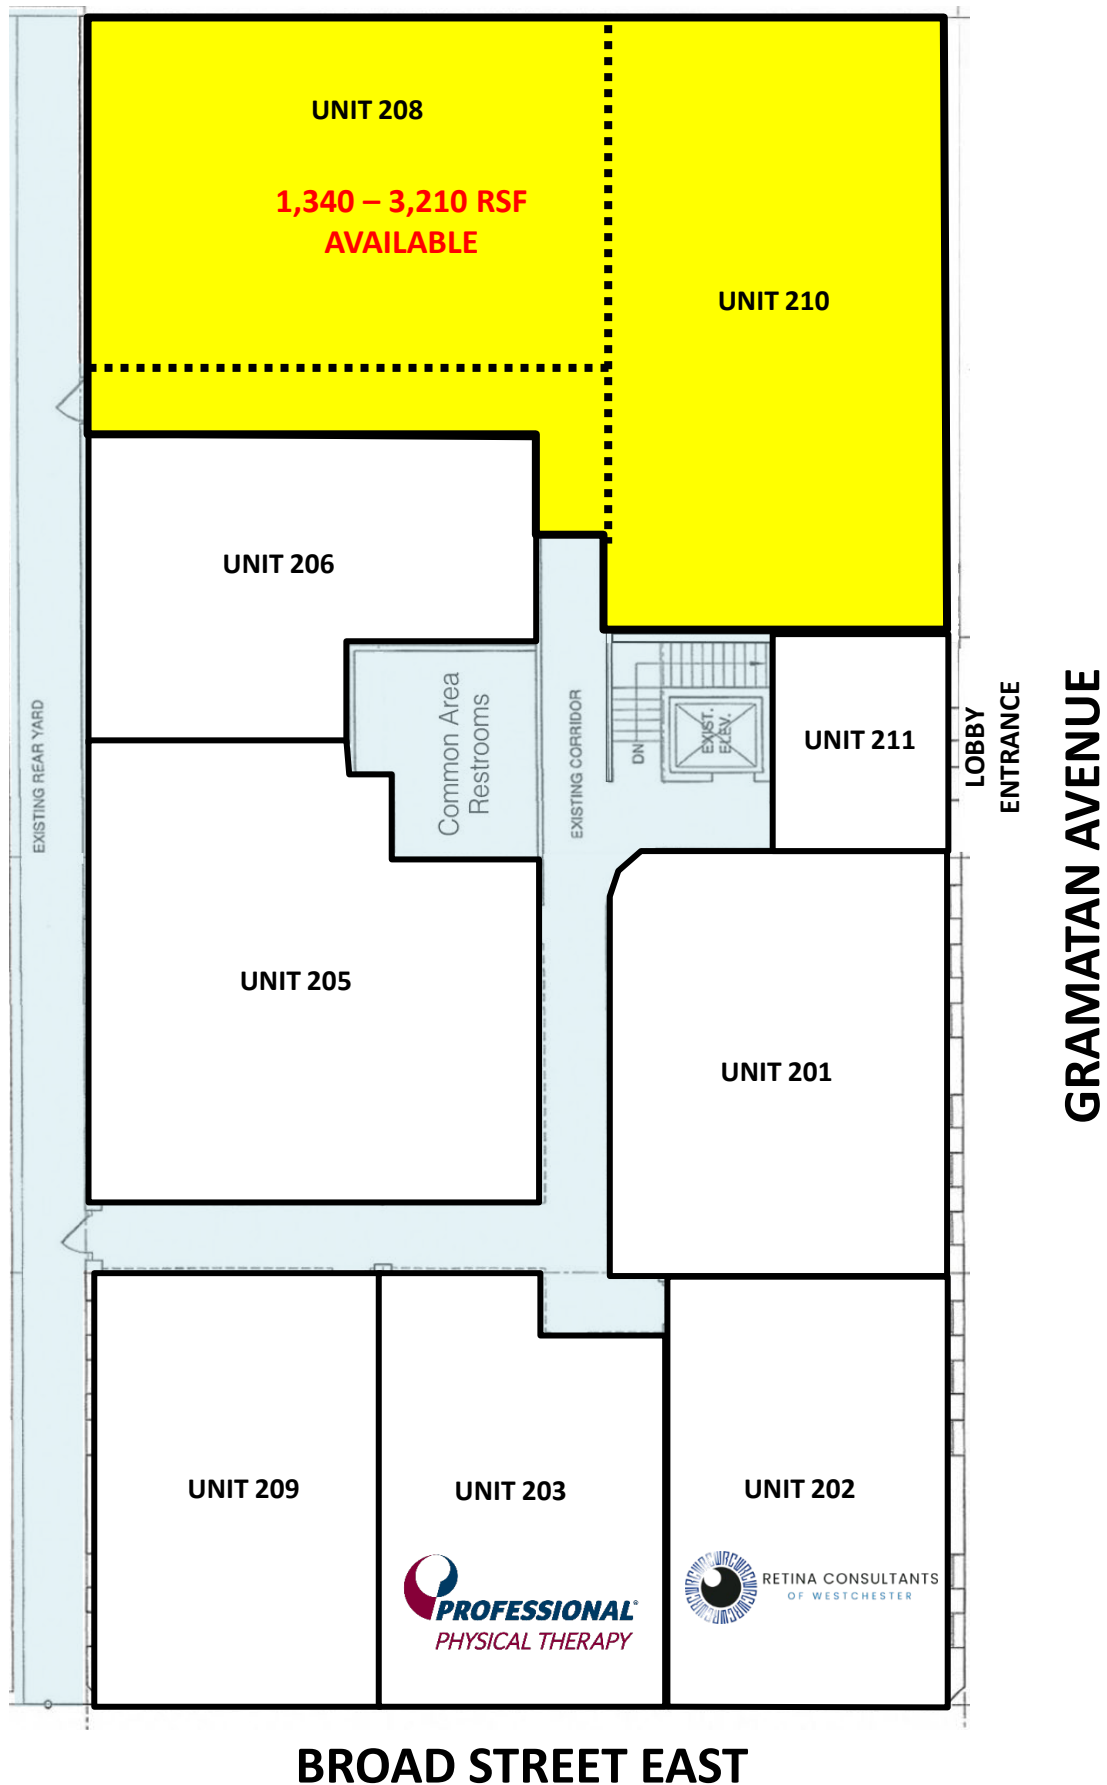 UNIT 208
1,340 – 3,210 RSF
AVAILABLE
UNIT 210
UNIT 206
EXISTING REAR YARD
Common Area
Restrooms
EXISTING CORRIDOR
DN
EXIST.
ELEV.
UNIT 211
LOBBY
ENTRANCE
GRAMATAN AVENUE
UNIT 205
UNIT 201
UNIT 209
UNIT 203
PROFESSIONAL®
PHYSICAL THERAPY
UNIT 202
RETINA CONSULTANTS
OF WESTCHESTER
BROAD STREET EAST